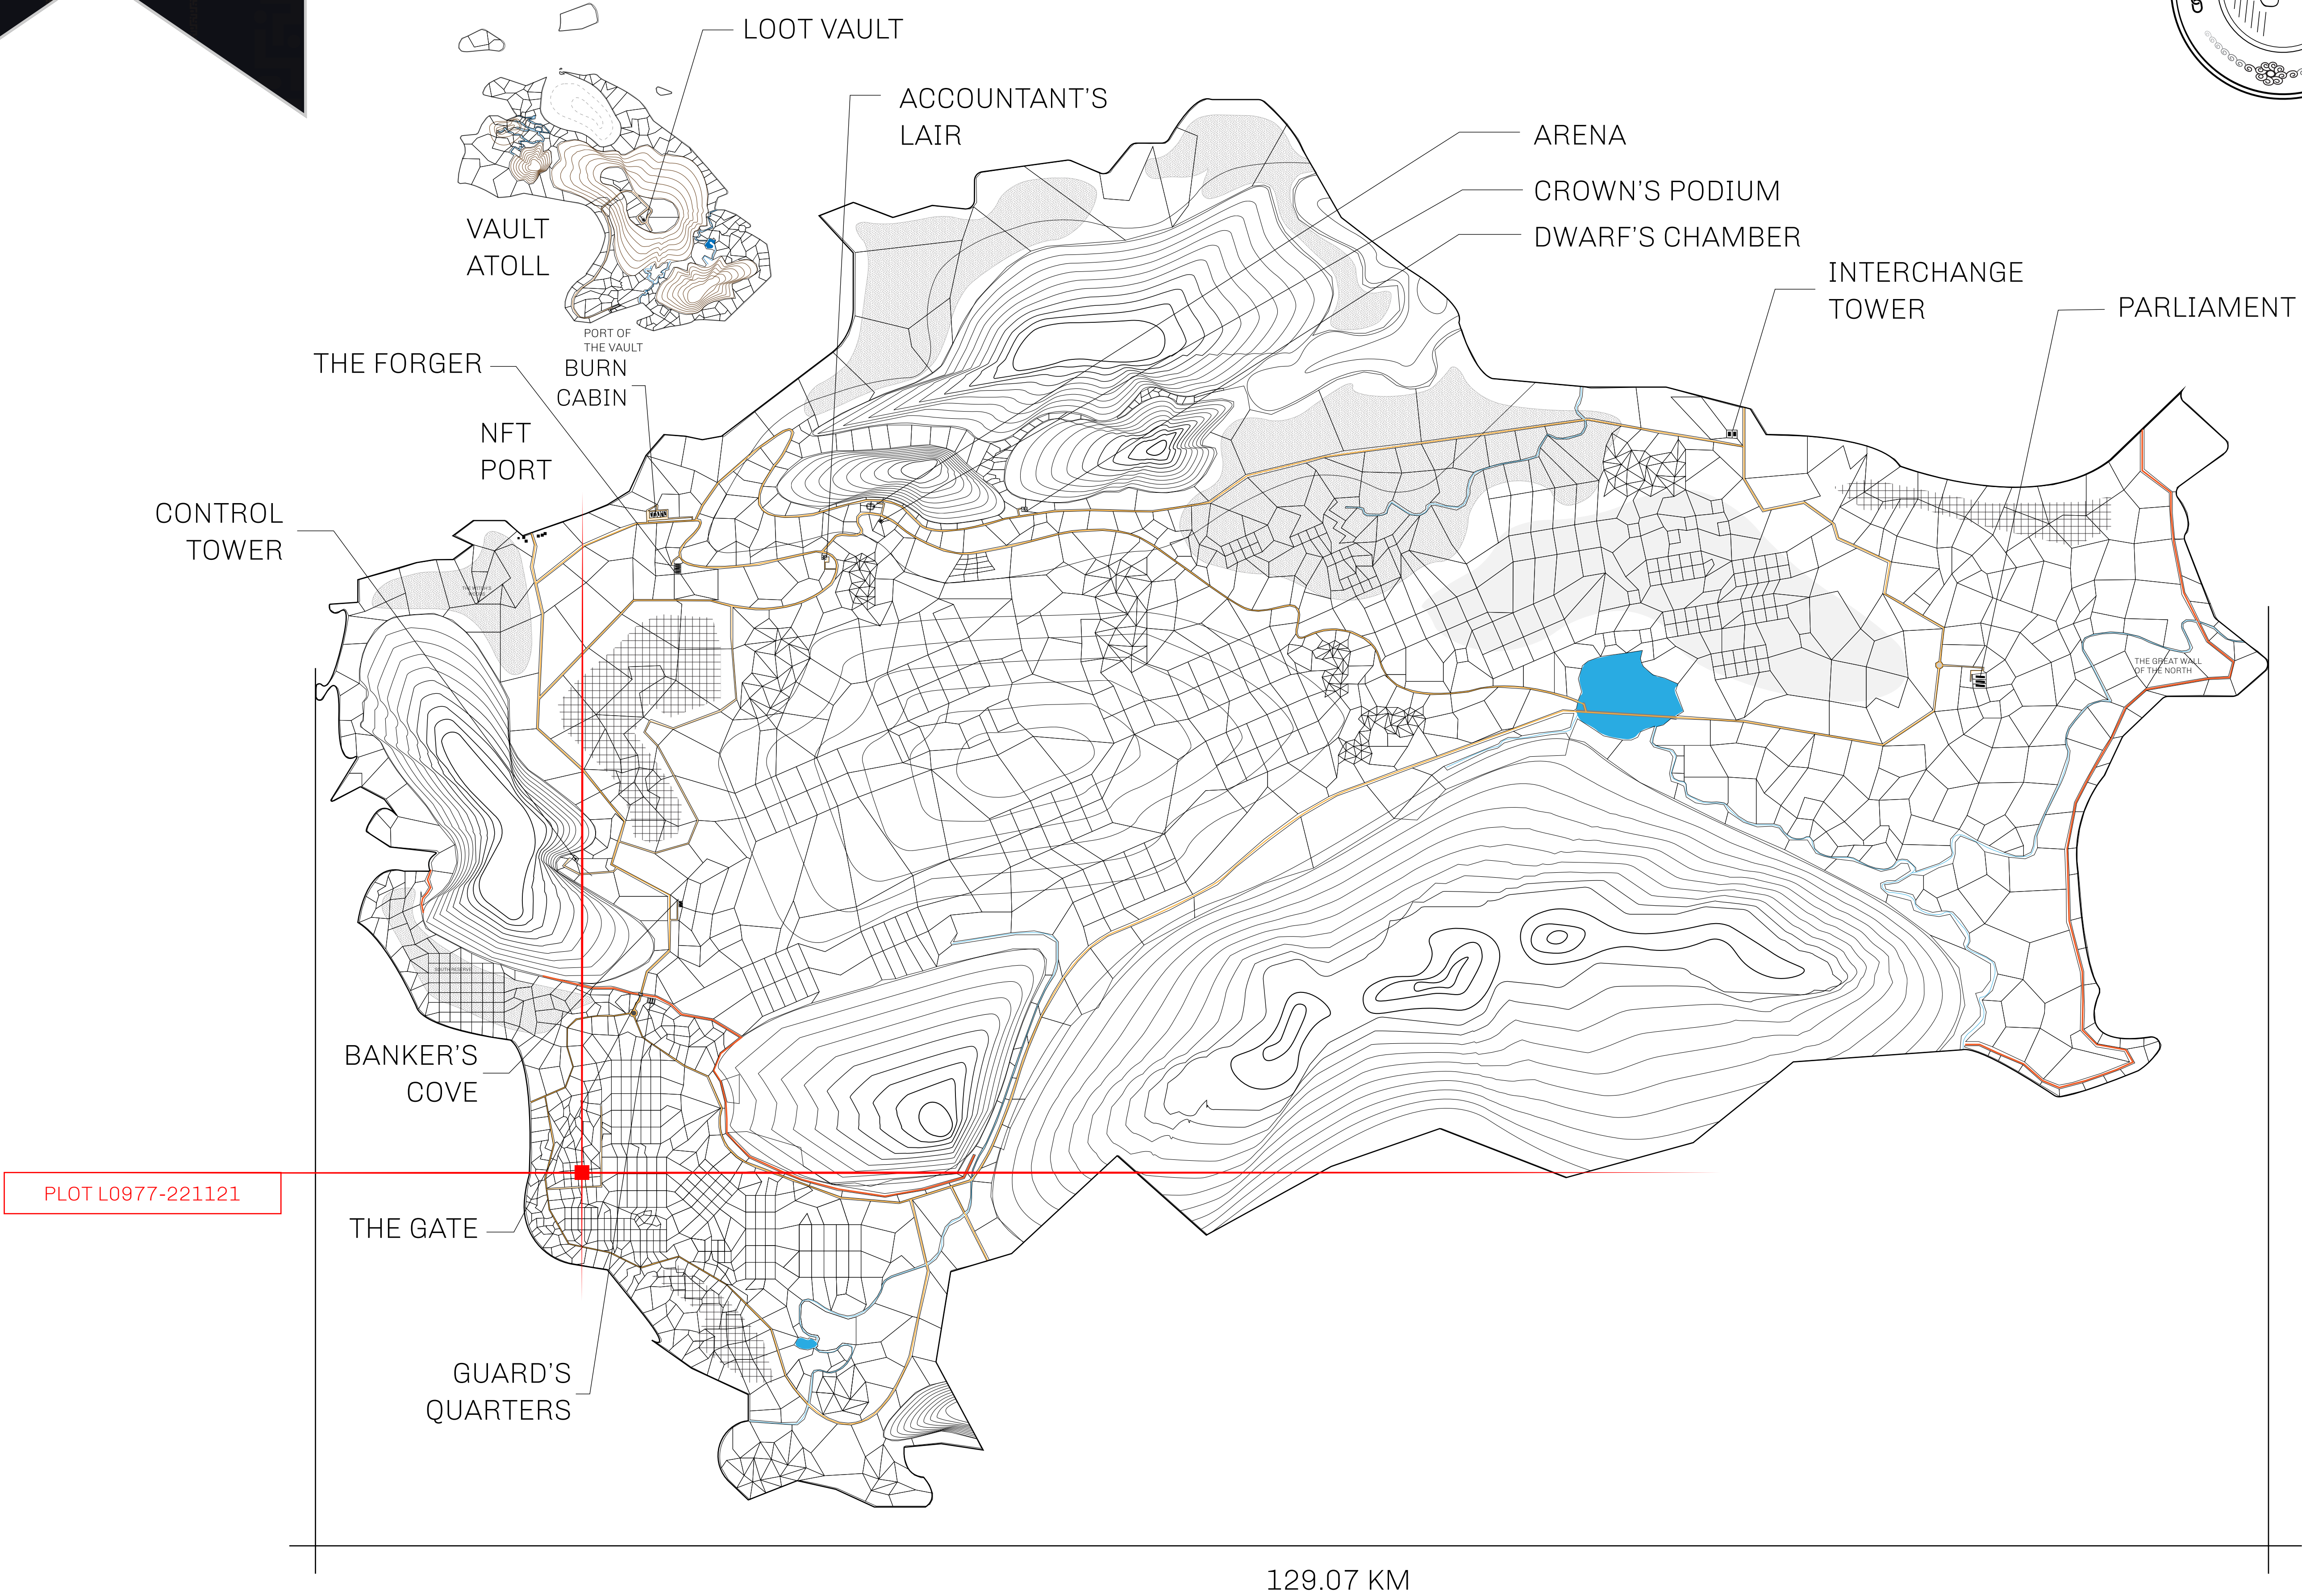 LOOT VAULT
ACCOUNTANT'S
LAIR
ARENA
CROWN'S PODIUM
DWARF'S CHAMBER
VAULT
ATOLL
INTERCHANGE
TOWER
PARLIAMENT
PORT OF
THE VAULT
THE FORGER
BURN
CABIN
NFT
PORT
CONTROL
TOWER
THE GREAT WALL
OF THE NORTH
SOUTH RESERVE
BANKER'S
COVE
PLOT L0977-221121
THE GATE
GUARD'S
QUARTERS
129.07 KM